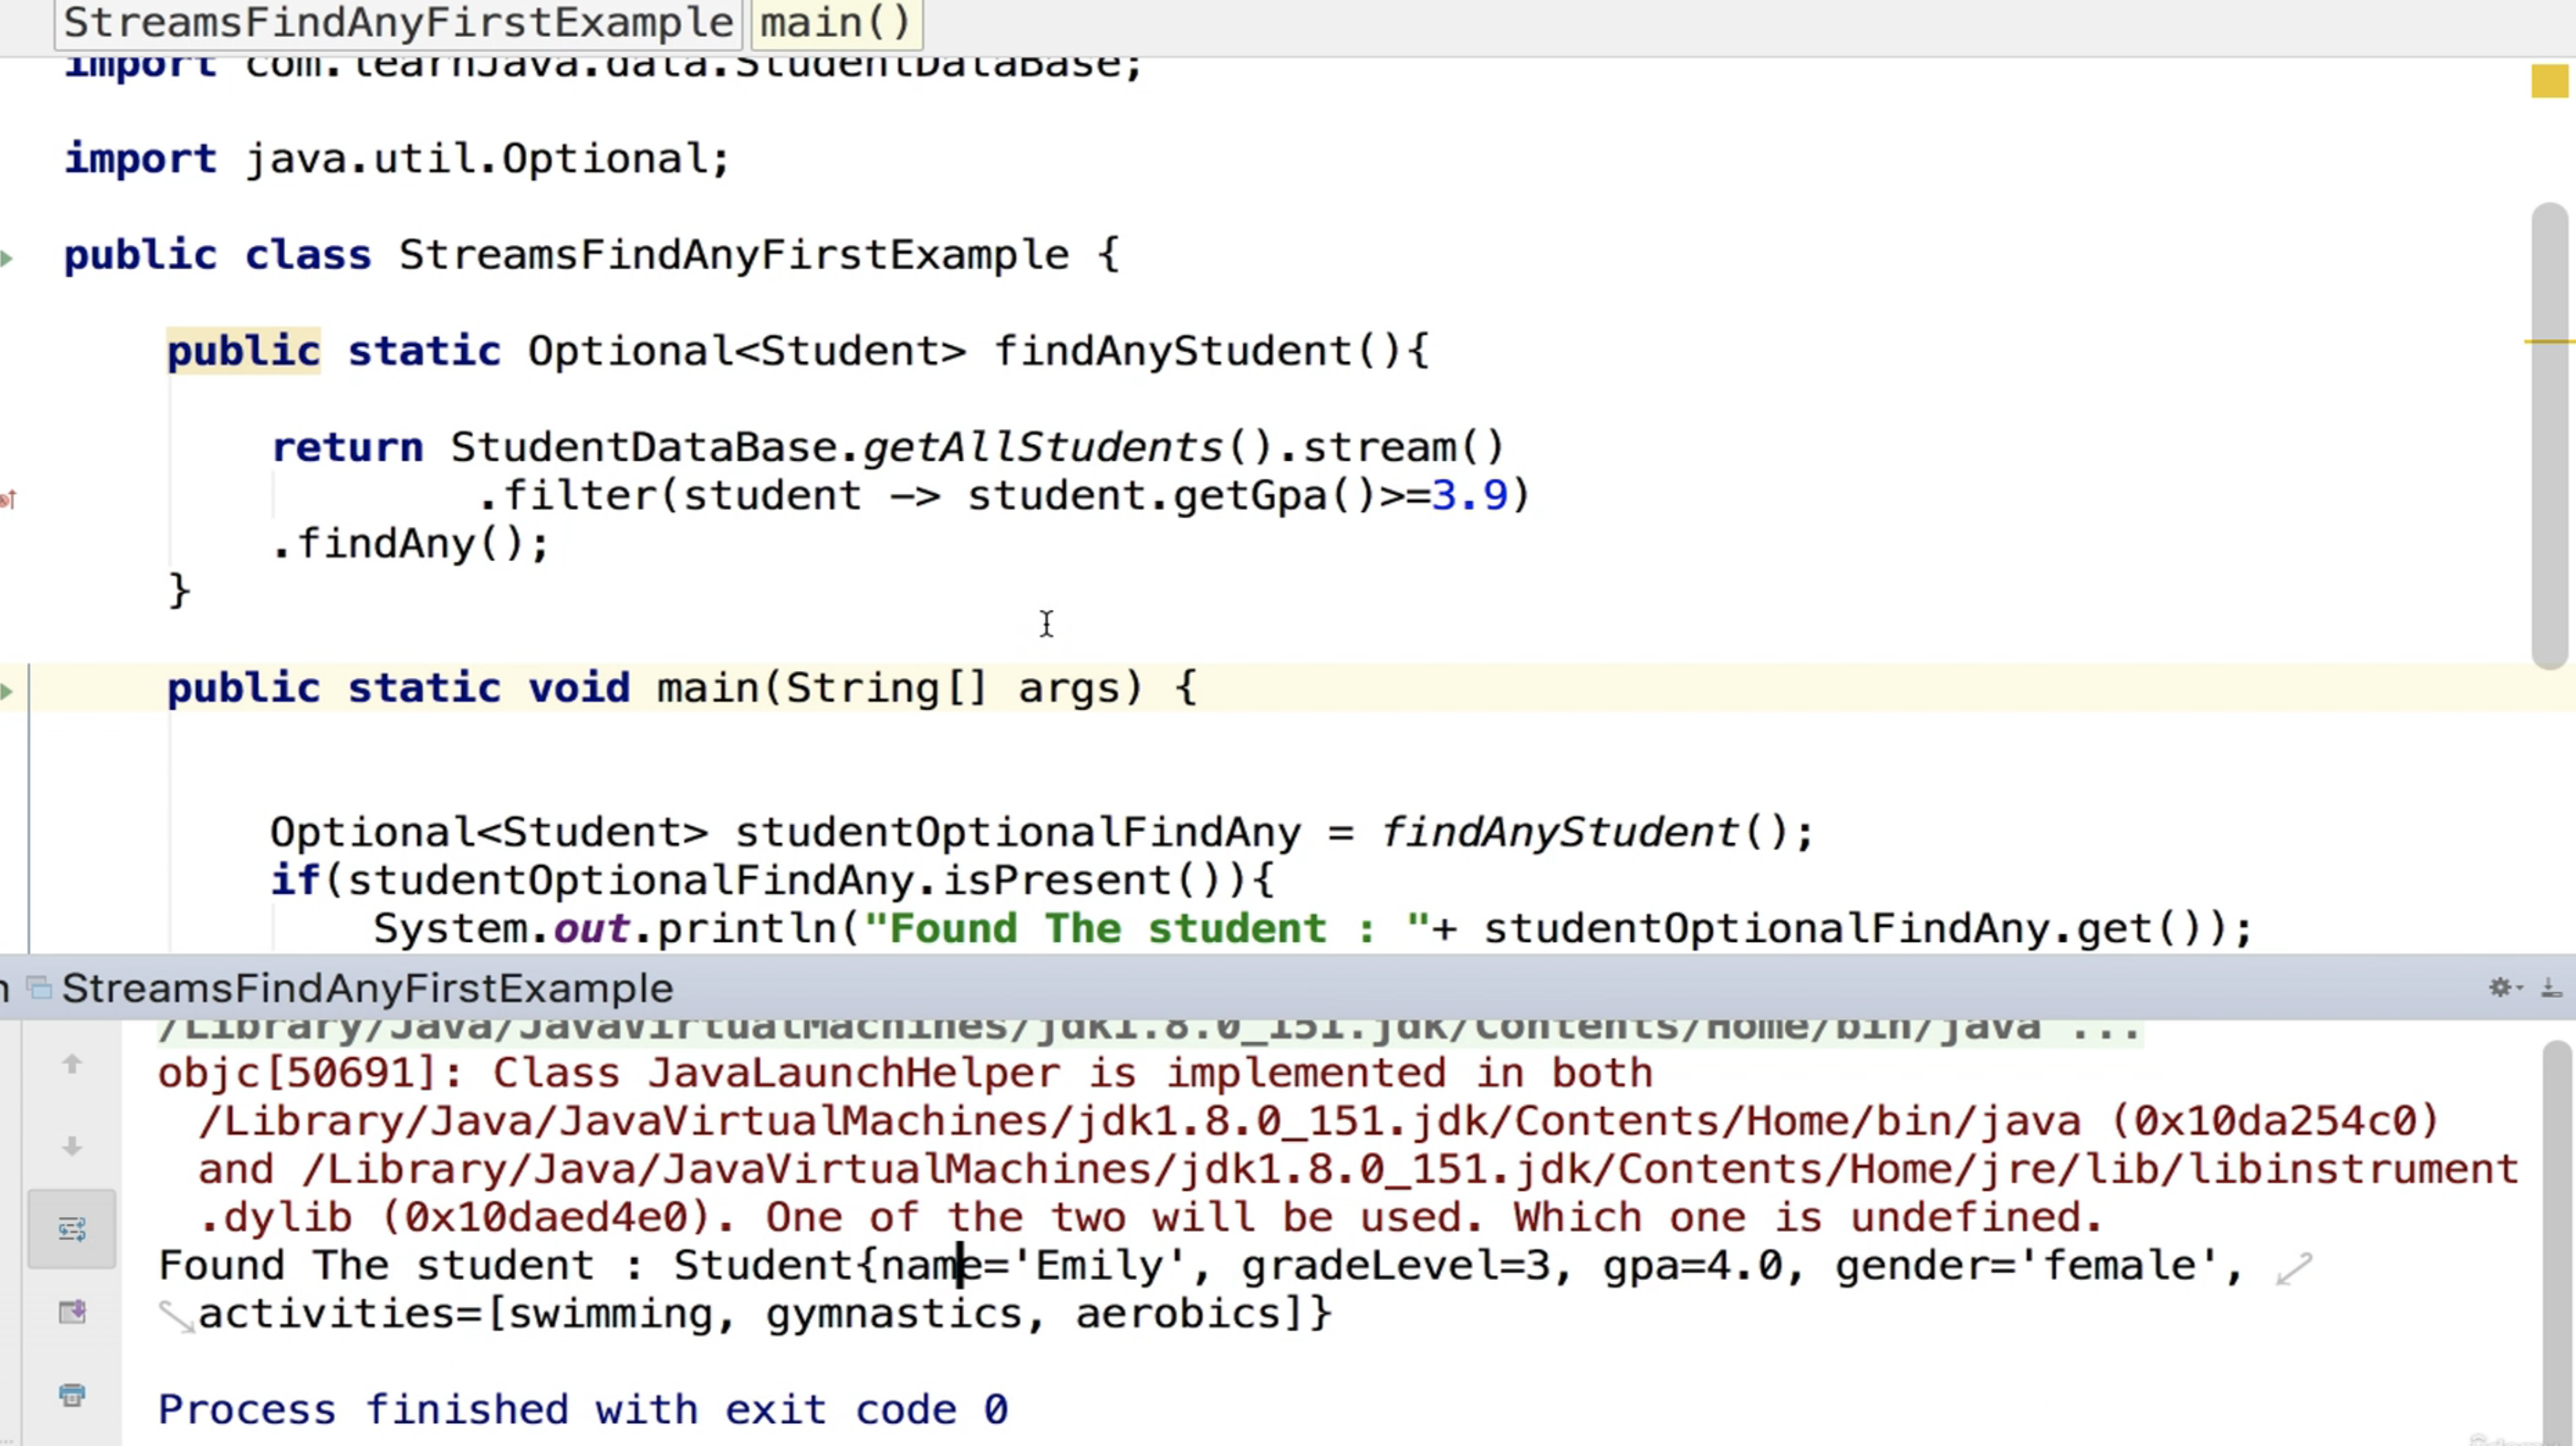 StreamsFindAnyFirstExample main()
import com.learnJava.data.StudentDataBase;
import java.util.Optional;
public class StreamsFindAnyFirstExample {
public static Optional<Student> findAnyStudent(){
return StudentDataBase.getAllStudents().stream()
.filter(student -> student.getGpa()>=3.9)
.findAny();
}
public static void main(String[] args) {
Optional<Student> studentOptionalFindAny = findAnyStudent();
if(studentOptionalFindAny.isPresent()){
System.out.println("Found The student : "+ studentOptionalFindAny.get());
StreamsFindAnyFirstExample
/Library/Java/JavaVirtualMachines/jdk1.8.0_151.jdk/Contents/Home/bin/java ...
objc[50691]: Class JavaLaunchHelper is implemented in both
/Library/Java/JavaVirtualMachines/jdk1.8.0_151.jdk/Contents/Home/bin/java (0x10da254c0)
and /Library/Java/JavaVirtualMachines/jdk1.8.0_151.jdk/Contents/Home/jre/lib/libinstrument
.dylib (0x10daed4e0). One of the two will be used. Which one is undefined.
Found The student : Student{name='Emily', gradeLevel=3, gpa=4.0, gender='female',
activities=[swimming, gymnastics, aerobics]}
Process finished with exit code 0